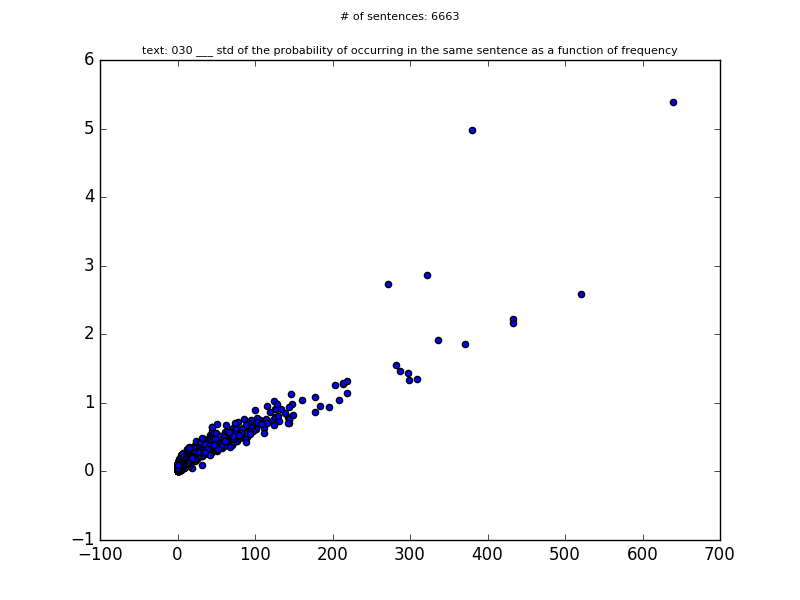 # of sentences: 6663
text: 030 ___ std of the probability of occurring in the same sentence as a function of frequency
6
5
4
3
2
1
0
−1
−100 0 100 200 300 400 500 600 700